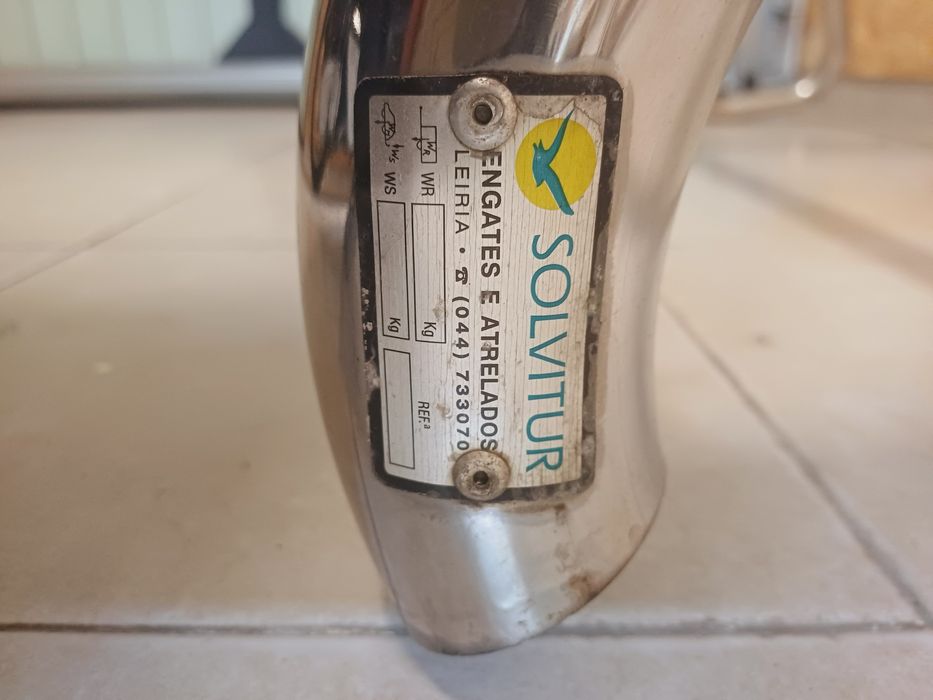 SOLVITUR
ENGATES E ATRELADOS
LEIRIA • ☎ (044) 733070
WR Kg REF.ª
WS Kg